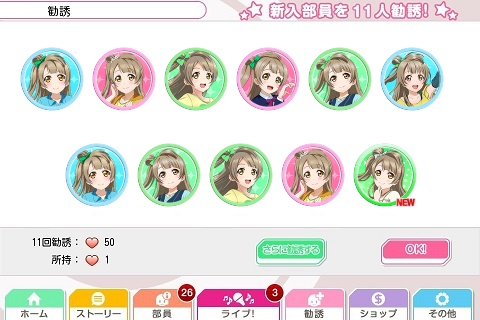 勧誘
新入部員を11人勧誘!
NEW
11回勧誘: 50
所持: 1
さらに勧誘する
OK!
26
3
ホーム
ストーリー
部員
ライブ!
勧誘
ショップ
その他